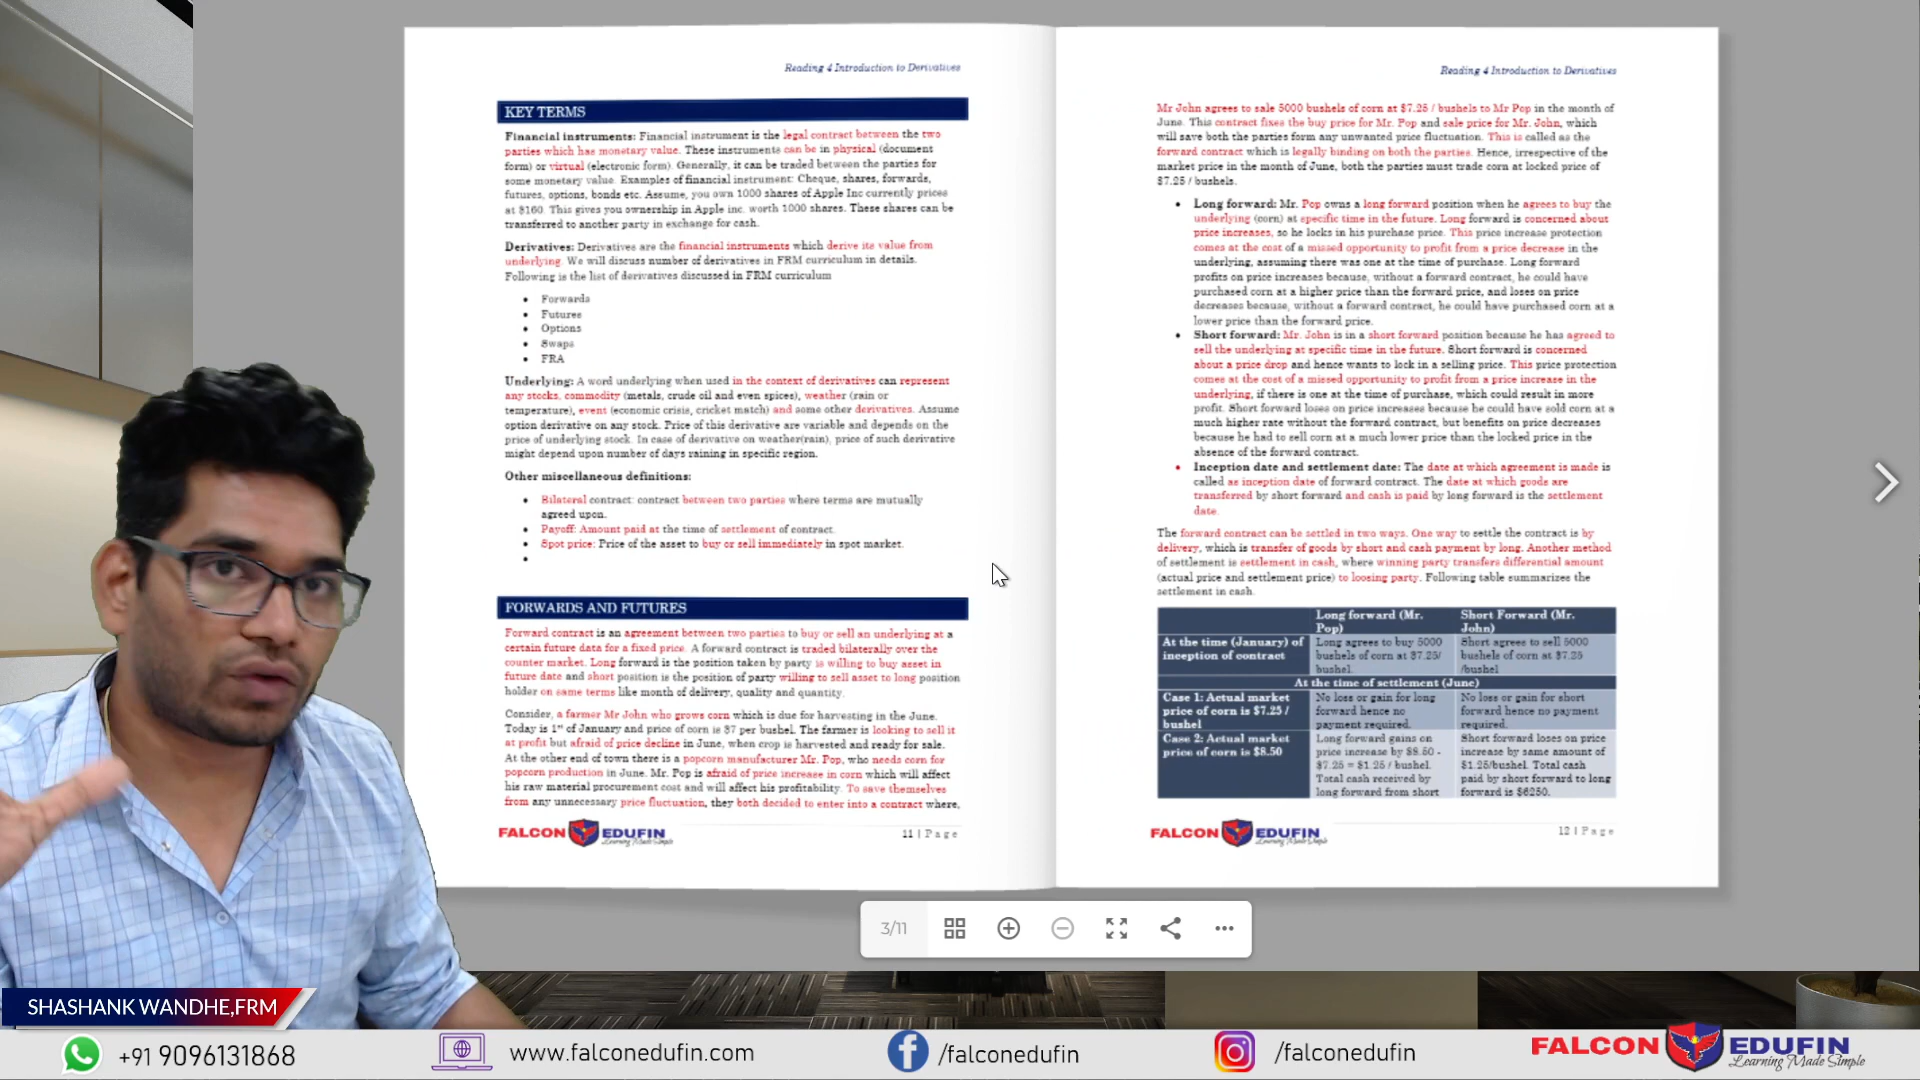 Reading 4 Introduction to Derivatives
KEY TERMS
Financial instruments: Financial instrument is the legal contract between the two
parties which has monetary value. These instruments can be in physical (document
form) or virtual (electronic form). Generally, it can be traded between the parties for
some monetary value. Examples of financial instrument: Cheque, shares, forwards,
futures, options, bonds etc. Assume, you own 1000 shares of Apple Inc currently prices
at $160. This gives you ownership in Apple inc. worth 1000 shares. These shares can be
transferred to another party in exchange for cash.
Derivatives: Derivatives are the financial instruments which derive its value from
underlying. We will discuss number of derivatives in FRM curriculum in details.
Following is the list of derivatives discussed in FRM curriculum
• Forwards
• Futures
• Options
• Swaps
• FRA
Underlying: A word underlying when used in the context of derivatives can represent
any stocks, commodity (metals, crude oil and even spices), weather (rain or
temperature), event (economic crisis, cricket match) and some other derivatives. Assume
option derivative on any stock. Price of this derivative are variable and depends on the
price of underlying stock. In case of derivative on weather(rain), price of such derivative
might depend upon number of days raining in specific region.
Other miscellaneous definitions:
• Bilateral contract: contract between two parties where terms are mutually
agreed upon.
• Payoff: Amount paid at the time of settlement of contract.
• Spot price: Price of the asset to buy or sell immediately in spot market.
•
FORWARDS AND FUTURES
Forward contract is an agreement between two parties to buy or sell an underlying at a
certain future data for a fixed price. A forward contract is traded bilaterally over the
counter market. Long forward is the position taken by party is willing to buy asset in
future date and short position is the position of party willing to sell asset to long position
holder on same terms like month of delivery, quality and quantity.
Consider, a farmer Mr John who grows corn which is due for harvesting in the June.
Today is 1st of January and price of corn is $7 per bushel. The farmer is looking to sell it
at profit but afraid of price decline in June, when crop is harvested and ready for sale.
At the other end of town there is a popcorn manufacturer Mr. Pop, who needs corn for
popcorn production in June. Mr. Pop is afraid of price increase in corn which will affect
his raw material procurement cost and will affect his profitability. To save themselves
from any unnecessary price fluctuation, they both decided to enter into a contract where,
FALCON EDUFIN
Learning Made Simple
11 | Page
Reading 4 Introduction to Derivatives
Mr John agrees to sale 5000 bushels of corn at $7.25 / bushels to Mr Pop in the month of
June. This contract fixes the buy price for Mr. Pop and sale price for Mr. John, which
will save both the parties form any unwanted price fluctuation. This is called as the
forward contract which is legally binding on both the parties. Hence, irrespective of the
market price in the month of June, both the parties must trade corn at locked price of
$7.25 / bushels.
• Long forward: Mr. Pop owns a long forward position when he agrees to buy the
underlying (corn) at specific time in the future. Long forward is concerned about
price increases, so he locks in his purchase price. This price increase protection
comes at the cost of a missed opportunity to profit from a price decrease in the
underlying, assuming there was one at the time of purchase. Long forward
profits on price increases because, without a forward contract, he could have
purchased corn at a higher price than the forward price, and loses on price
decreases because, without a forward contract, he could have purchased corn at a
lower price than the forward price.
• Short forward: Mr. John is in a short forward position because he has agreed to
sell the underlying at specific time in the future. Short forward is concerned
about a price drop and hence wants to lock in a selling price. This price protection
comes at the cost of a missed opportunity to profit from a price increase in the
underlying, if there is one at the time of purchase, which could result in more
profit. Short forward loses on price increases because he could have sold corn at a
much higher rate without the forward contract, but benefits on price decreases
because he had to sell corn at a much lower price than the locked price in the
absence of the forward contract.
• Inception date and settlement date: The date at which agreement is made is
called as inception date of forward contract. The date at which goods are
transferred by short forward and cash is paid by long forward is the settlement
date.
The forward contract can be settled in two ways. One way to settle the contract is by
delivery, which is transfer of goods by short and cash payment by long. Another method
of settlement is settlement in cash, where winning party transfers differential amount
(actual price and settlement price) to loosing party. Following table summarizes the
settlement in cash.
Long forward (Mr. Pop)
Short Forward (Mr. John)
At the time (January) of inception of contract
Long agrees to buy 5000 bushels of corn at $7.25/ bushel.
Short agrees to sell 5000 bushels of corn at $7.25 /bushel
At the time of settlement (June)
Case 1: Actual market price of corn is $7.25 / bushel
No loss or gain for long forward hence no payment required.
No loss or gain for short forward hence no payment required.
Case 2: Actual market price of corn is $8.50
Long forward gains on price increase by $8.50 - $7.25 = $1.25 / bushel. Total cash received by long forward from short
Short forward loses on price increase by same amount of $1.25/bushel. Total cash paid by short forward to long forward is $6250.
FALCON EDUFIN
Learning Made Simple
12 | Page
3/11
SHASHANK WANDHE,FRM
+91 9096131868
www.falconedufin.com
/falconedufin
/falconedufin
FALCON EDUFIN
Learning Made Simple